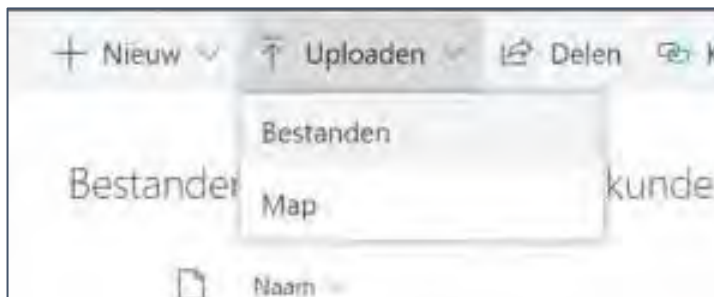 Nieuw Uploaden Delen
Bestanden
Bestanden kunde
Map
Naam